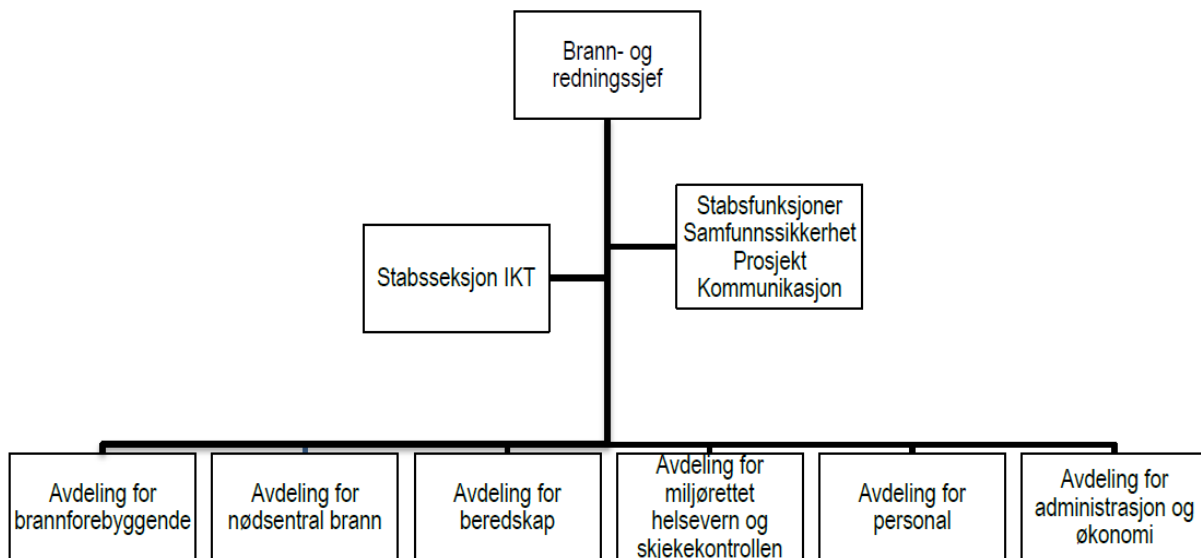 Brann- og
redningssjef
Stabsfunksjoner
Samfunnssikkerhet
Prosjekt
Kommunikasjon
Stabsseksjon IKT
Avdeling for
brannforebyggende
Avdeling for
nødsentral brann
Avdeling for
beredskap
Avdeling for
miljørettet
helsevern og
skjekekontrollen
Avdeling for
personal
Avdeling for
administrasjon og
økonomi